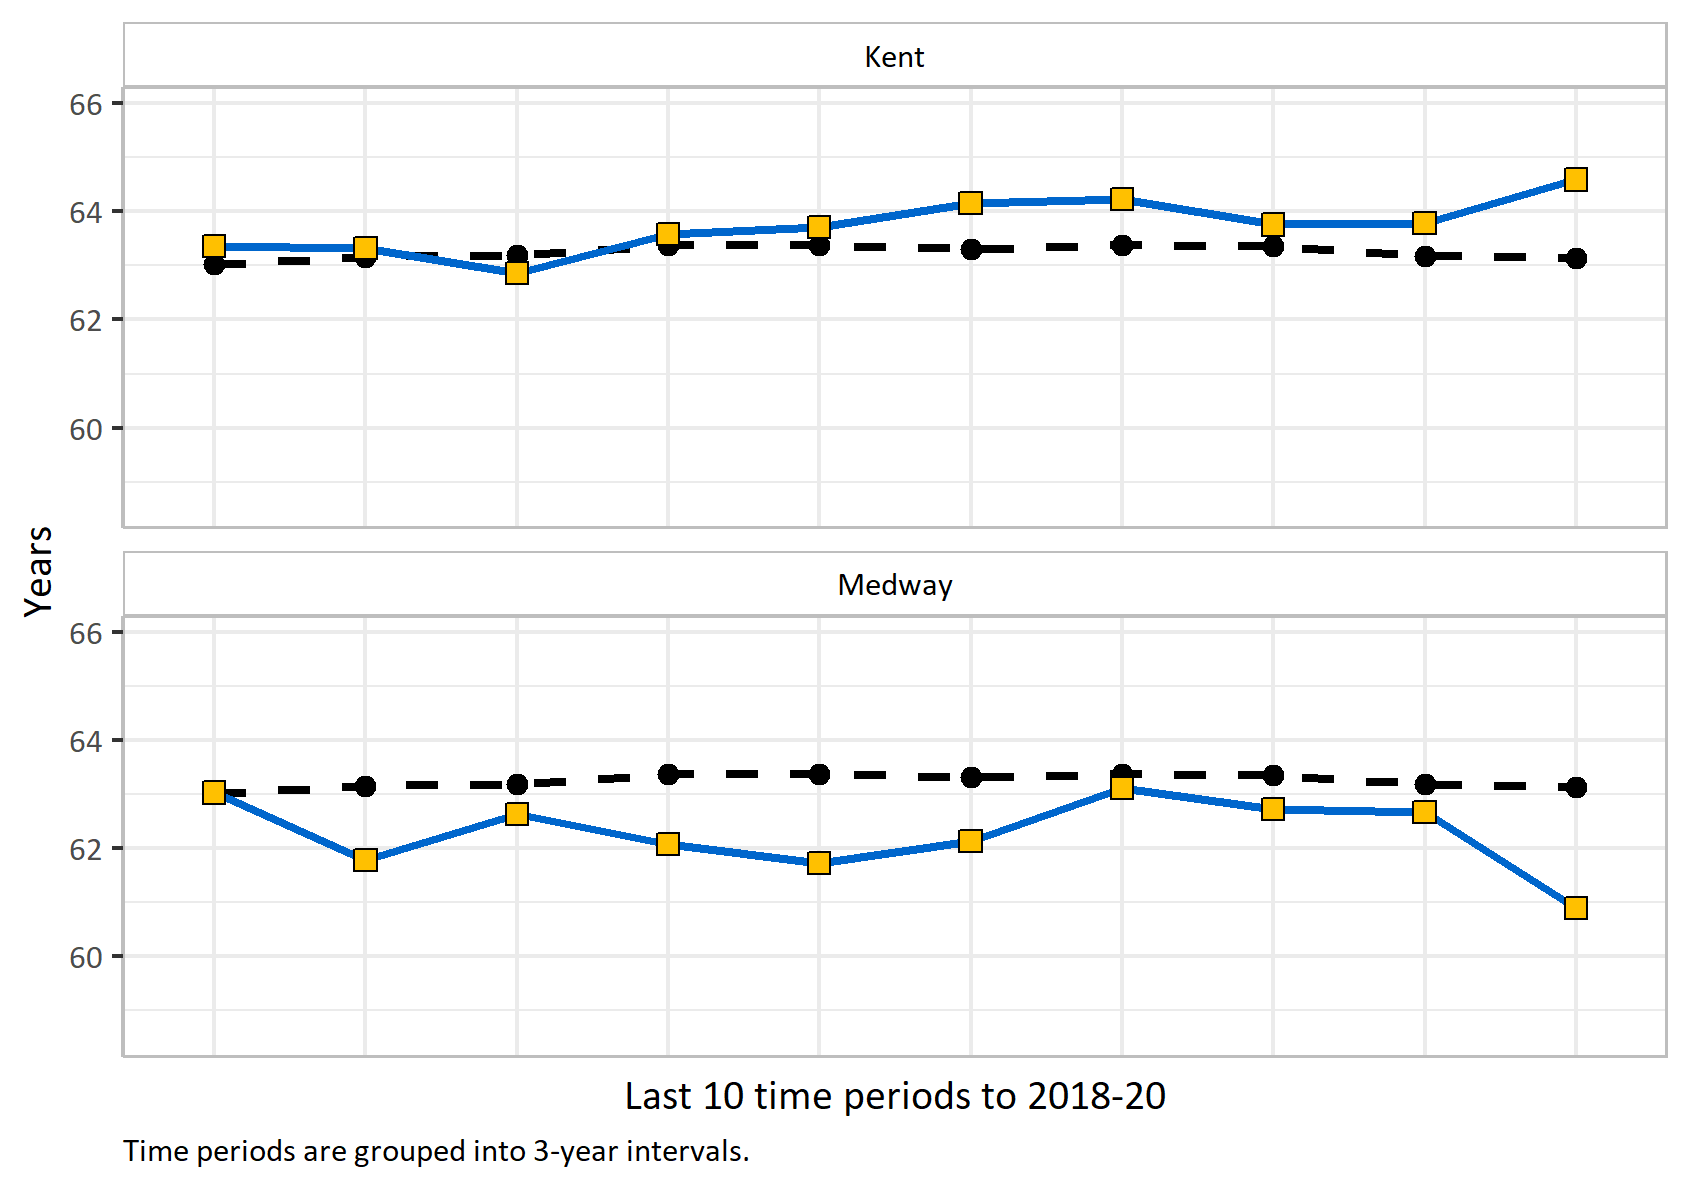 Kent
66
64
62
60
Years
Medway
66
64
62
60
Last 10 time periods to 2018-20
Time periods are grouped into 3-year intervals.